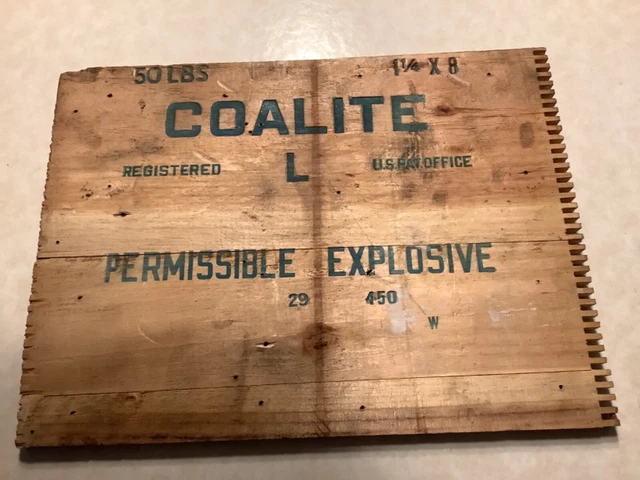 50 LBS 1¼ X 8
COALITE
REGISTERED L U.S. PAT. OFFICE
PERMISSIBLE EXPLOSIVE
29 450
W